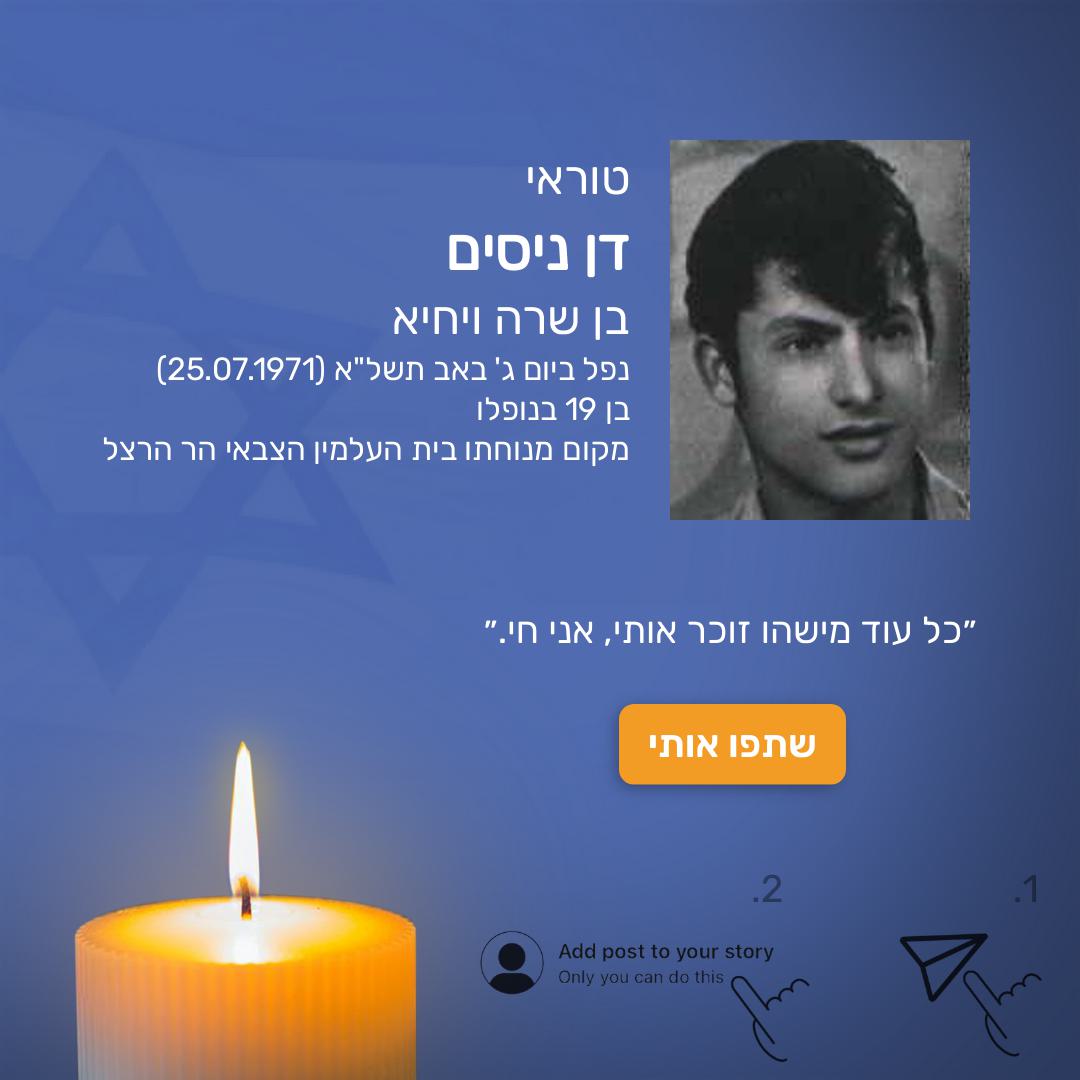 טוראי
דן ניסים
בן שרה ויחיא
נפל ביום ג' באב תשל"א (25.07.1971)
בן 19 בנופלו
מקום מנוחתו בית העלמין הצבאי הר הרצל
״כל עוד מישהו זוכר אותי, אני חי.״
שתפו אותי
.1
.2
Add post to your story
Only you can do this